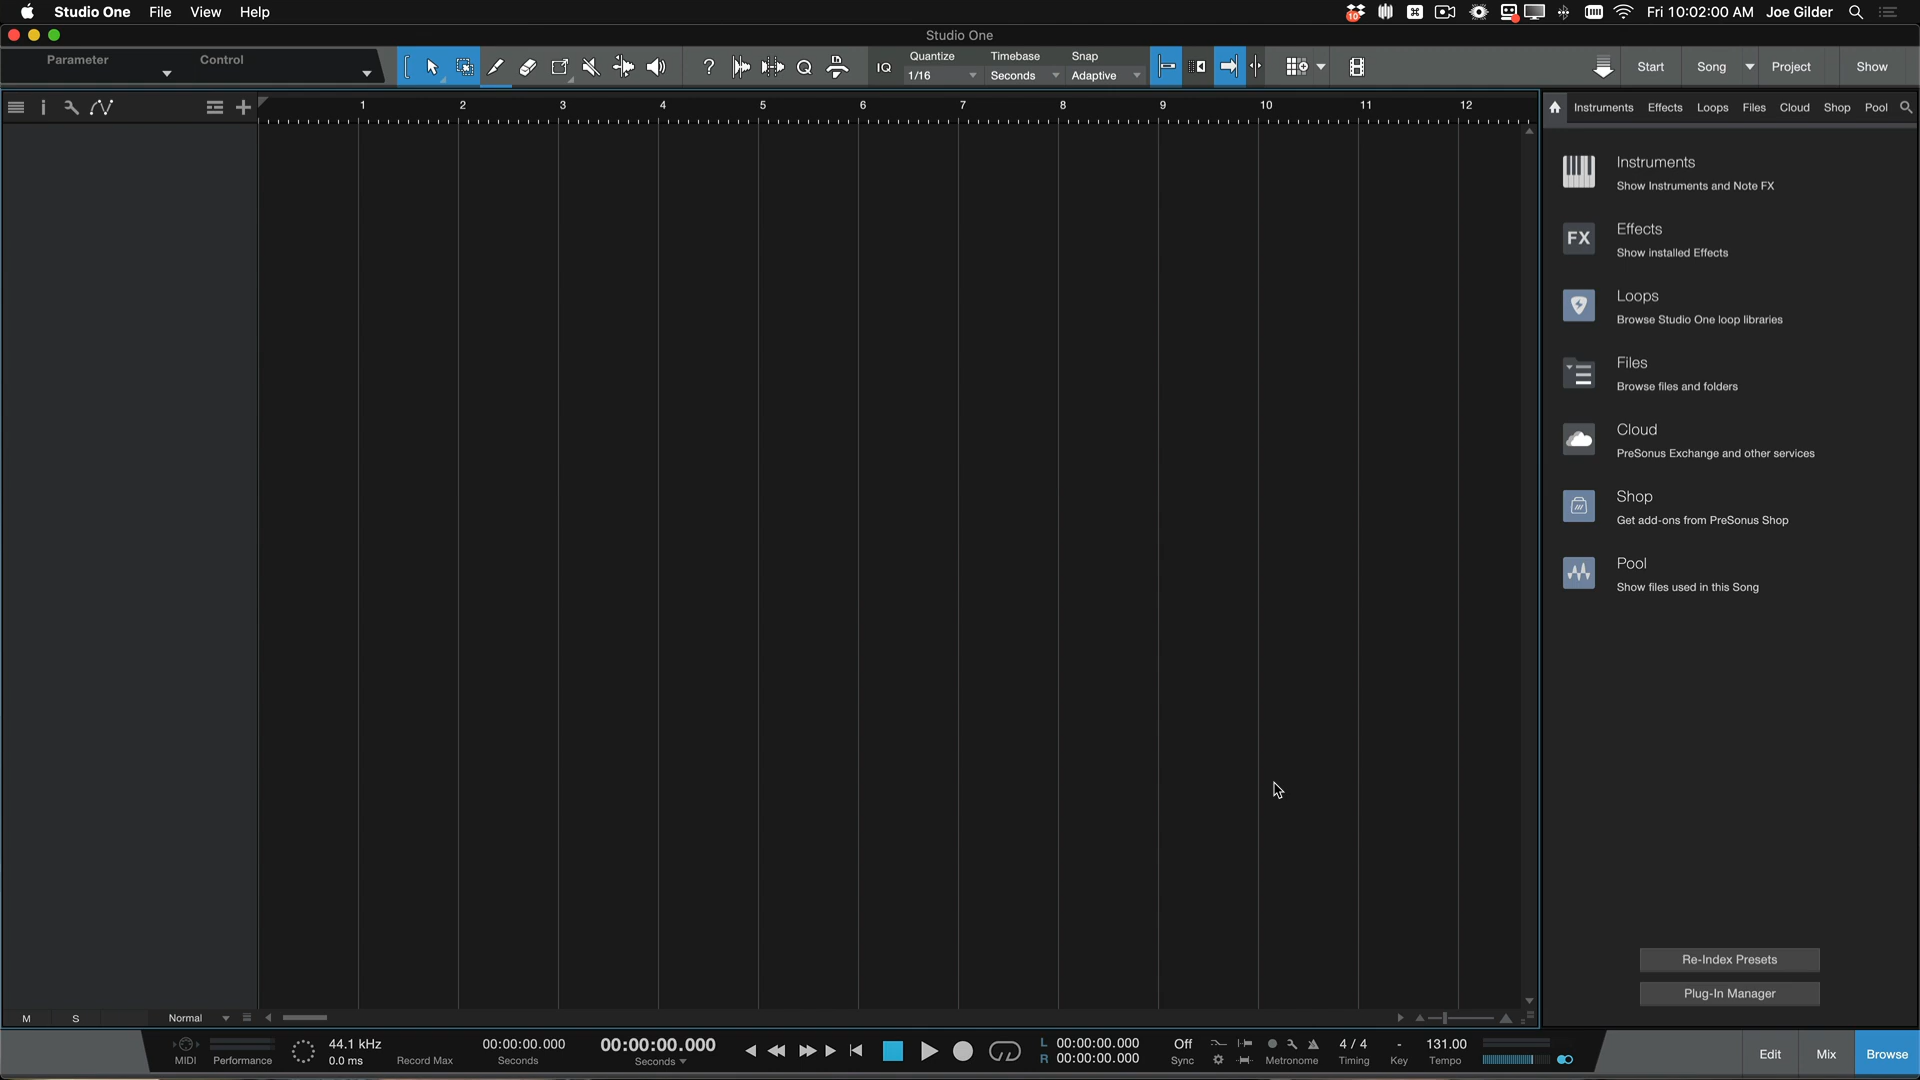 Studio One File View Help
10
Fri 10:02:00 AM Joe Gilder
Studio One
Parameter Control
? Q IQ
Quantize Timebase Snap
1/16 Seconds Adaptive
Start Song Project Show
1 2 3 4 5 6 7 8 9 10 11 12
Instruments Effects Loops Files Cloud Shop Pool
Instruments
Show Instruments and Note FX
FX
Effects
Show installed Effects
Loops
Browse Studio One loop libraries
Files
Browse files and folders
Cloud
PreSonus Exchange and other services
Shop
Get add-ons from PreSonus Shop
Pool
Show files used in this Song
Re-Index Presets
Plug-In Manager
M S Normal
MIDI Performance
44.1 kHz
0.0 ms
Record Max
00:00:00.000
Seconds
00:00:00.000
Seconds
L 00:00:00.000
R 00:00:00.000
Off
Sync
Metronome
4 / 4
Timing
-
Key
131.00
Tempo
Edit Mix Browse